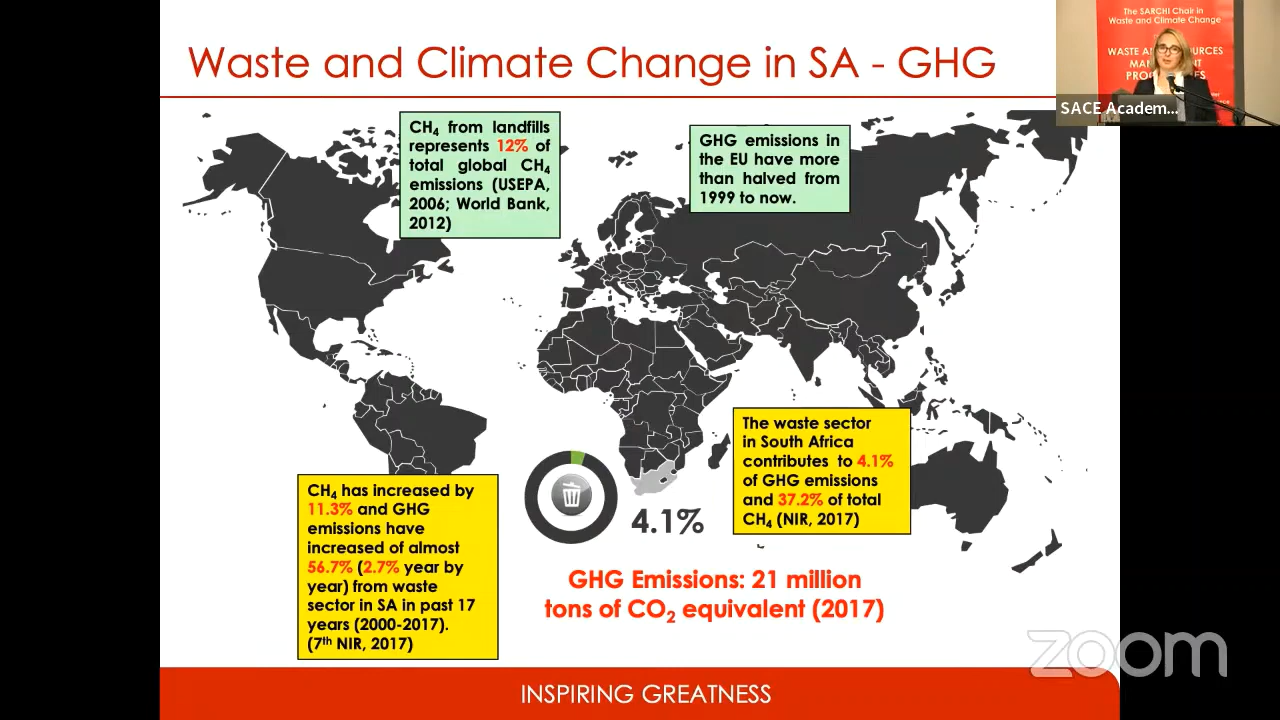 Waste and Climate Change in SA - GHG
The SARCHI Chair in
Waste and Climate Change
WASTE
SACE Academ...
CH₄ from landfills
represents 12% of
total global CH₄
emissions (USEPA,
2006; World Bank,
2012)
GHG emissions in
the EU have more
than halved from
1999 to now.
The waste sector
in South Africa
contributes to 4.1%
of GHG emissions
and 37.2% of total
CH₄ (NIR, 2017)
CH₄ has increased by
11.3% and GHG
emissions have
increased of almost
56.7% (2.7% year by
year) from waste
sector in SA in past 17
years (2000-2017).
(7th NIR, 2017)
4.1%
GHG Emissions: 21 million
tons of CO₂ equivalent (2017)
zoom
INSPIRING GREATNESS